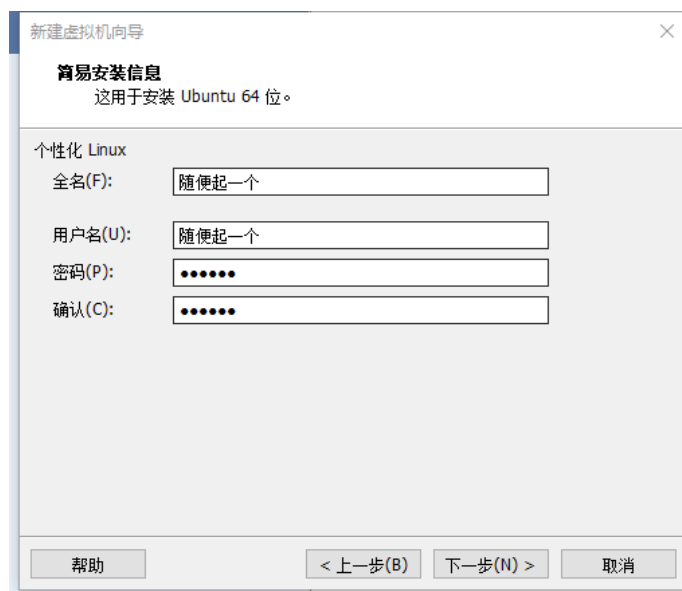 新建虚拟机向导
简易安装信息
这用于安装 Ubuntu 64 位。
个性化 Linux
全名(F): 随便起一个
用户名(U): 随便起一个
密码(P): ●●●●●●
确认(C): ●●●●●●
帮助 < 上一步(B) 下一步(N) > 取消